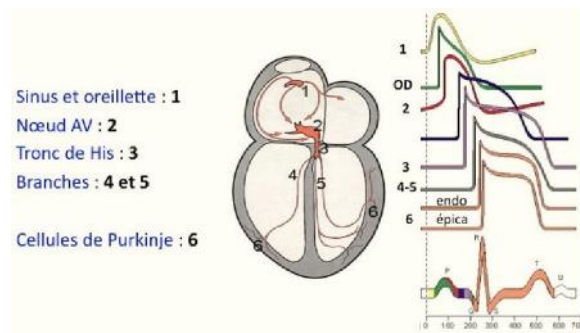 Sinus et oreillette : 1
Nœud AV : 2
Tronc de His : 3
Branches : 4 et 5
Cellules de Purkinje : 6
1
2
3
4
5
6
6
1
OD
2
3
4-5
endo
6
épica
R
P
T
U
Q
S
0 100 200 300 400 500 600 70